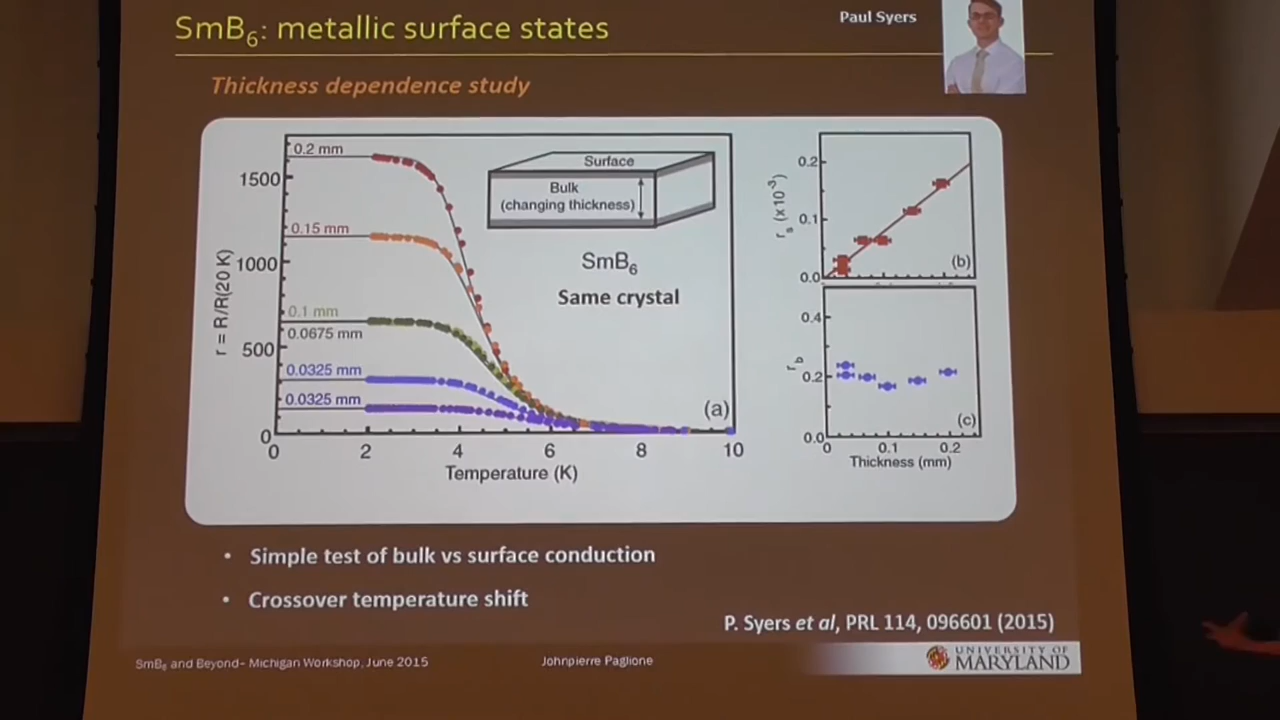 SmB₆: metallic surface states
Paul Syers
Thickness dependence study
0.2 mm
0.15 mm
0.1 mm
0.0675 mm
0.0325 mm
0.0325 mm
1500
1000
500
0
r = R/R(20 K)
0 2 4 6 8 10
Temperature (K)
Surface
Bulk
(changing thickness)
SmB₆
Same crystal
(a)
0.2
0.1
0.0
rₛ (x10⁻³)
(b)
0.4
0.2
0.0
r_b
(c)
0 0.1 0.2
Thickness (mm)
• Simple test of bulk vs surface conduction
• Crossover temperature shift
P. Syers et al, PRL 114, 096601 (2015)
SmB₆ and Beyond- Michigan Workshop, June 2015
Johnpierre Paglione
UNIVERSITY OF
MARYLAND